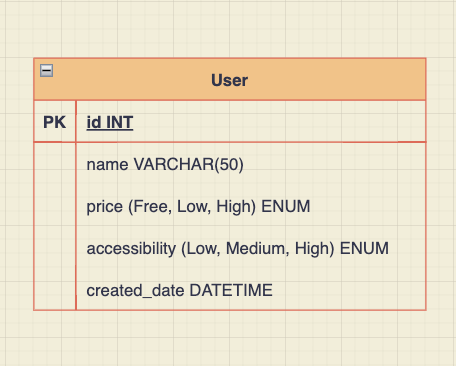 User
PK id INT
name VARCHAR(50)
price (Free, Low, High) ENUM
accessibility (Low, Medium, High) ENUM
created_date DATETIME